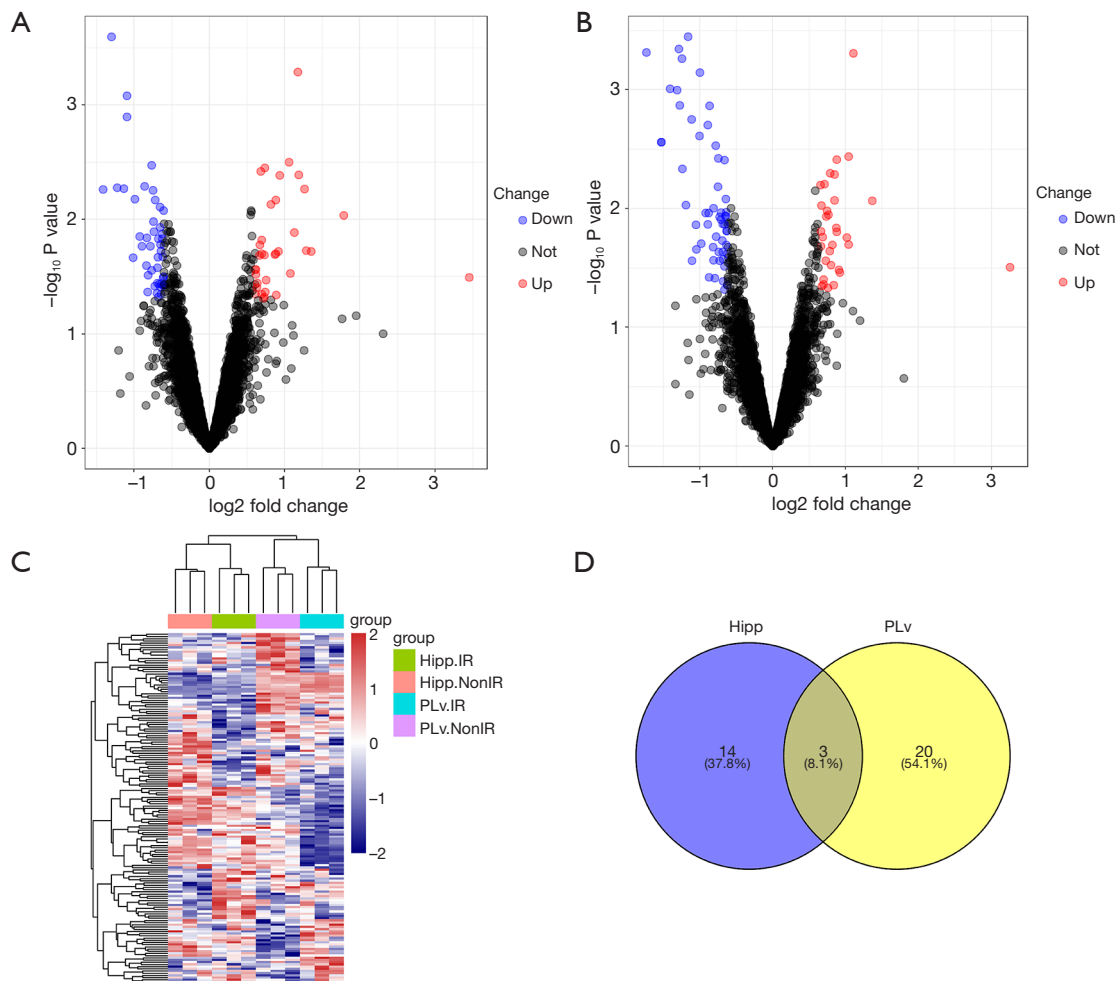 A
3
2
1
0
−log₁₀ P value
−1
0
1
2
3
log2 fold change
Change
Down
Not
Up
B
3
2
1
0
−log₁₀ P value
−1
0
1
2
3
log2 fold change
Change
Down
Not
Up
C
group
2
1
0
−1
−2
group
Hipp.IR
Hipp.NonIR
PLv.IR
PLv.NonIR
D
Hipp
PLv
14
(37.8%)
3
(8.1%)
20
(54.1%)